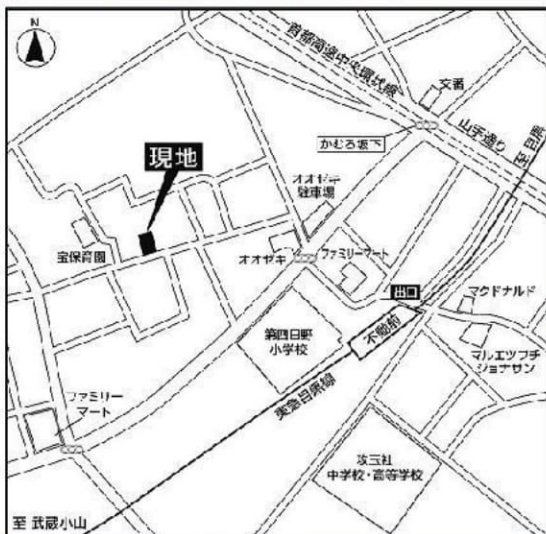 N
首都高速中央環状線
交番
山手通り
至 目黒
かむろ坂下
現地
オオゼキ
駐車場
宝保育園
オオゼキ
ファミリーマート
出口
マクドナルド
第四日野
小学校
不動前
マルエツプチ
ジョナサン
東急目黒線
ファミリー
マート
攻玉社
中学校・高等学校
至 武蔵小山